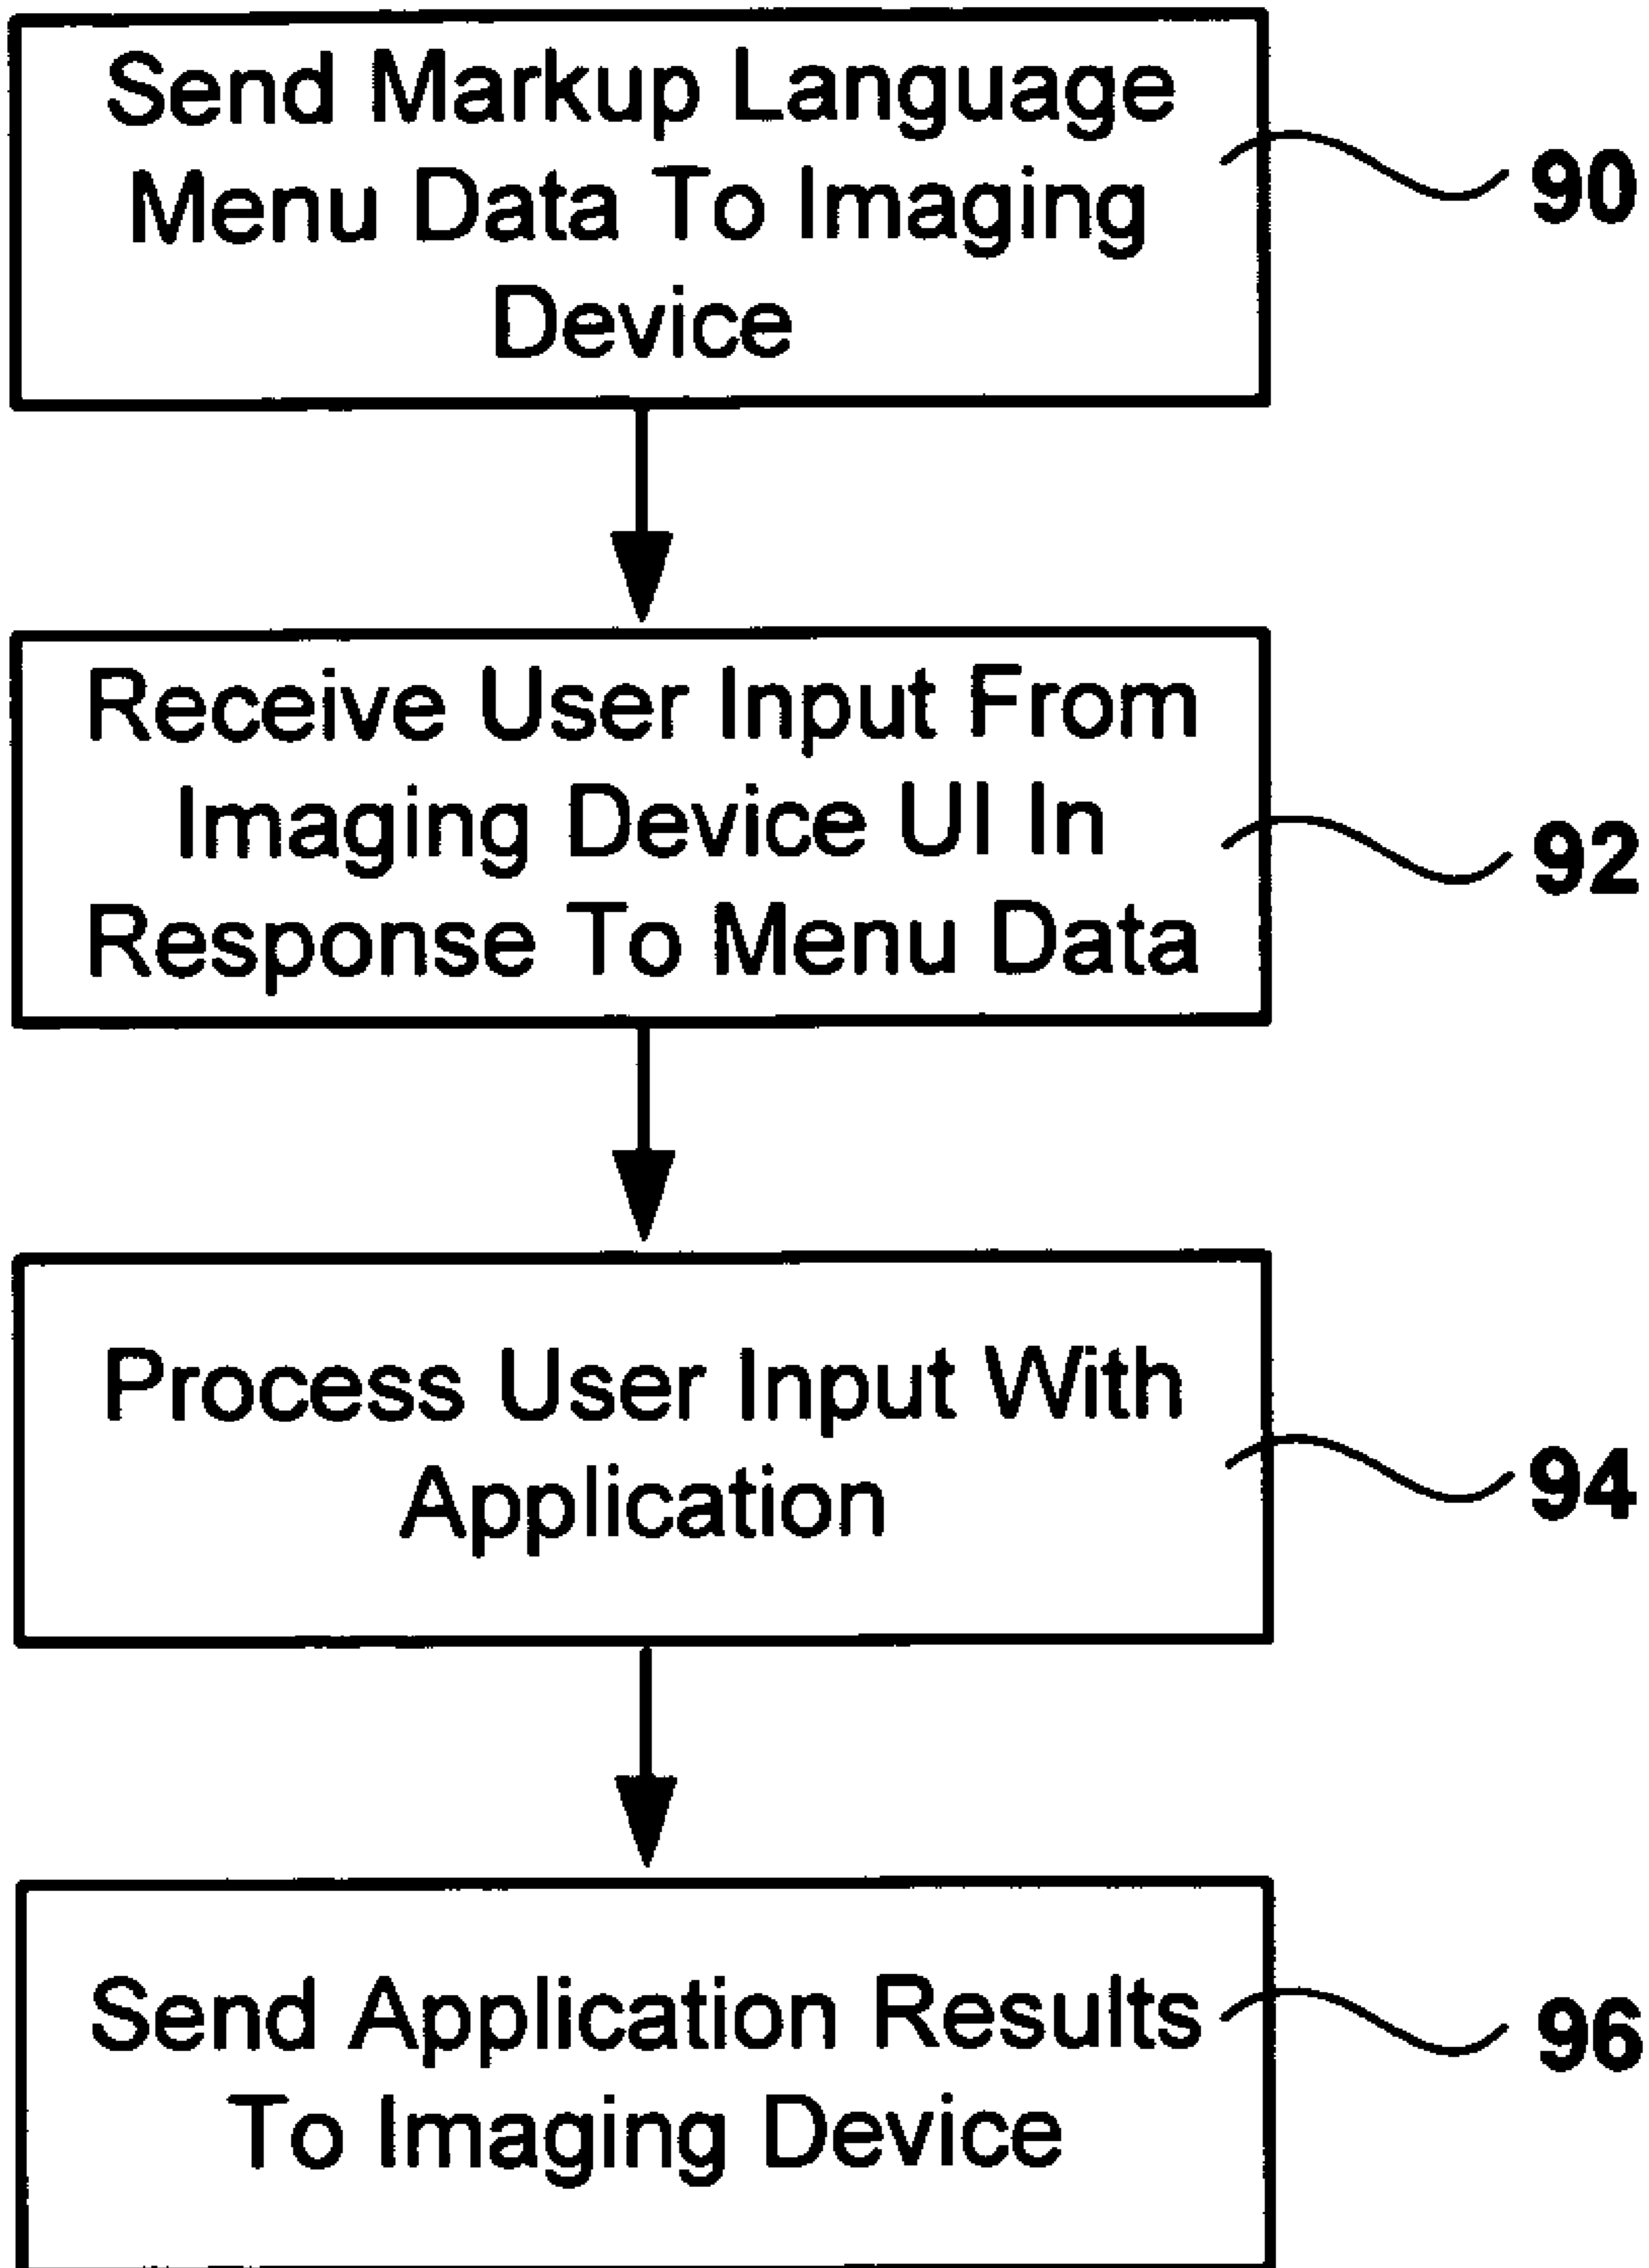 Send Markup Language
Menu Data To Imaging
Device
90
Receive User Input From
Imaging Device UI In
Response To Menu Data
92
Process User Input With
Application
94
Send Application Results
To Imaging Device
96